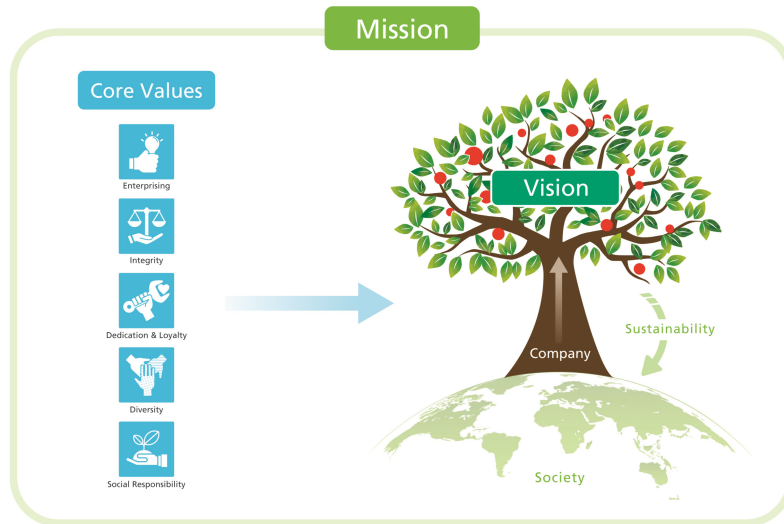 Mission
Core Values
Enterprising
Integrity
Dedication & Loyalty
Diversity
Social Responsibility
Vision
Company
Sustainability
Society